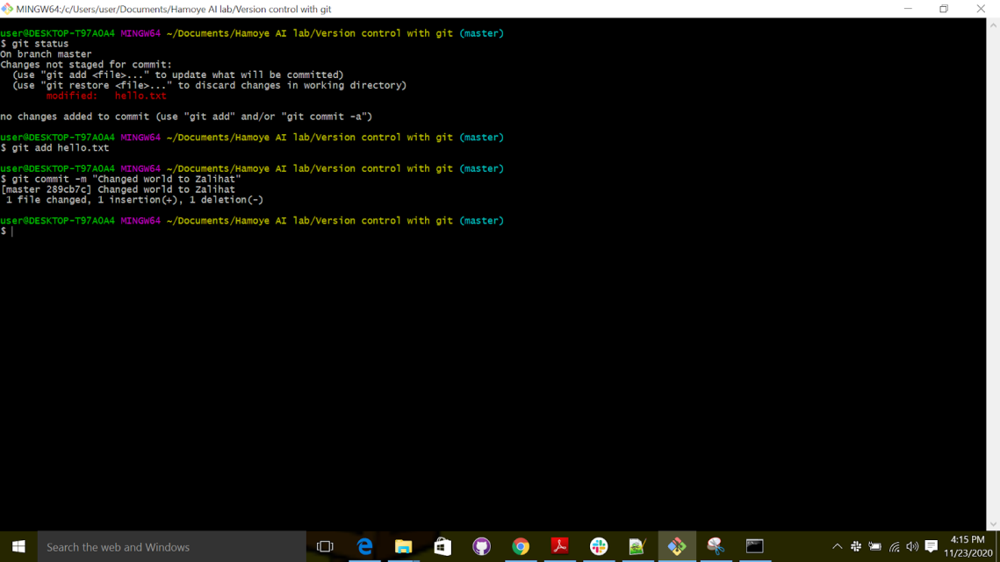 MINGW64:/c/Users/user/Documents/Hamoye AI lab/Version control with git
user@DESKTOP-T97AOA4 MINGW64 ~/Documents/Hamoye AI lab/Version control with git (master)
$ git status
On branch master
Changes not staged for commit:
  (use "git add <file>..." to update what will be committed)
  (use "git restore <file>..." to discard changes in working directory)
        modified:   hello.txt
no changes added to commit (use "git add" and/or "git commit -a")
user@DESKTOP-T97AOA4 MINGW64 ~/Documents/Hamoye AI lab/Version control with git (master)
$ git add hello.txt
user@DESKTOP-T97AOA4 MINGW64 ~/Documents/Hamoye AI lab/Version control with git (master)
$ git commit -m "Changed world to Zalihat"
[master 289cb7c] Changed world to Zalihat
 1 file changed, 1 insertion(+), 1 deletion(-)
user@DESKTOP-T97AOA4 MINGW64 ~/Documents/Hamoye AI lab/Version control with git (master)
$
Search the web and Windows
4:15 PM
11/23/2020